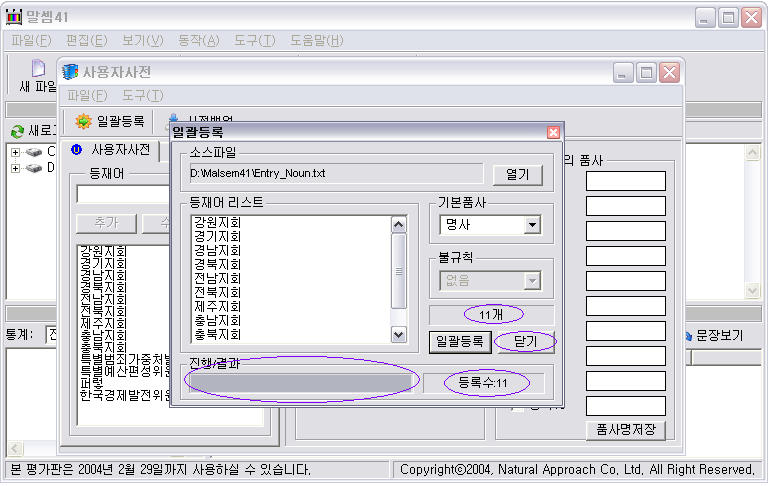 말셈41
파일(F) 편집(E) 보기(V) 동작(A) 도구(T) 도움말(H)
새 파일
새로고
C
D
통계:
문장보기
사용자사전
파일(F) 도구(T)
일괄등록
사용자사전
등재어
추가
강원지회
경기지회
경남지회
경북지회
전남지회
전북지회
제주지회
충남지회
충북지회
특별범죄가중처벌
특별예산편성위원
퍼렇
한국경제발전위원
의 품사
품사명저장
일괄등록
소스파일
D:\Malsem41\Entry_Noun.txt
열기
등재어 리스트
강원지회
경기지회
경남지회
경북지회
전남지회
전북지회
제주지회
충남지회
충북지회
기본품사
명사
불규칙
없음
11개
일괄등록 닫기
진행/결과
등록수:11
본 평가판은 2004년 2월 29일까지 사용하실 수 있습니다.
Copyright©2004, Natural Approach Co, Ltd, All Right Reserved,